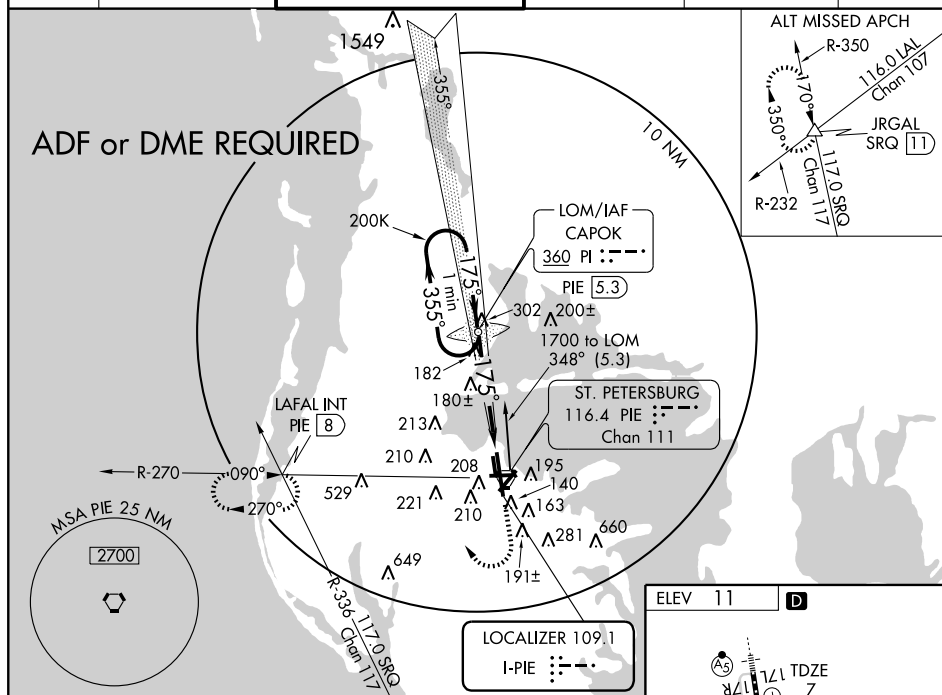 1549
355°
ADF or DME REQUIRED
10 NM
ALT MISSED APCH
R-350
116.0 LAL
Chan 107
170°
350°
JRGAL
SRQ 11
R-232
117.0 SRQ
Chan 117
200K
LOM/IAF
CAPOK
360 PI
PIE 5.3
175°
1 min
355°
302
200±
1700 to LOM
348° (5.3)
182
175°
180±
ST. PETERSBURG
116.4 PIE
Chan 111
LAFAL INT
PIE 8
213
210
R-270
090°
208
195
529
221
210
140
163
270°
281
660
191±
MSA PIE 25 NM
2700
649
R-336
117.0 SRQ
Chan 117
LOCALIZER 109.1
I-PIE
ELEV 11
D
A5
17R
17L
TDZE
7